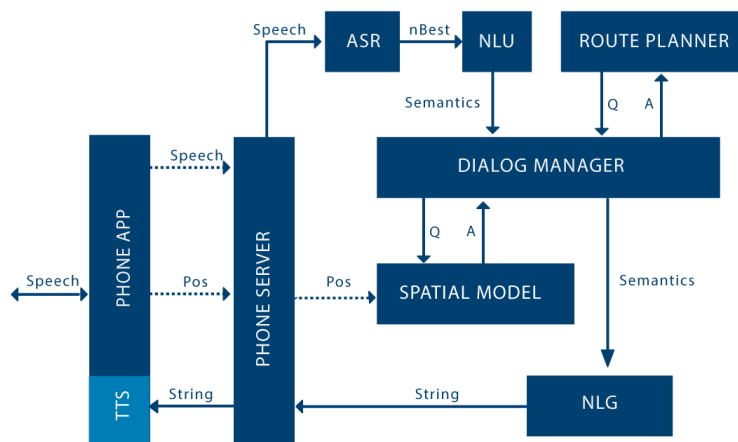 Speech
ASR
nBest
NLU
ROUTE PLANNER
Semantics
Q
A
Speech
DIALOG MANAGER
PHONE APP
PHONE SERVER
Q
A
Speech
Pos
Pos
SPATIAL MODEL
Semantics
TTS
String
String
NLG